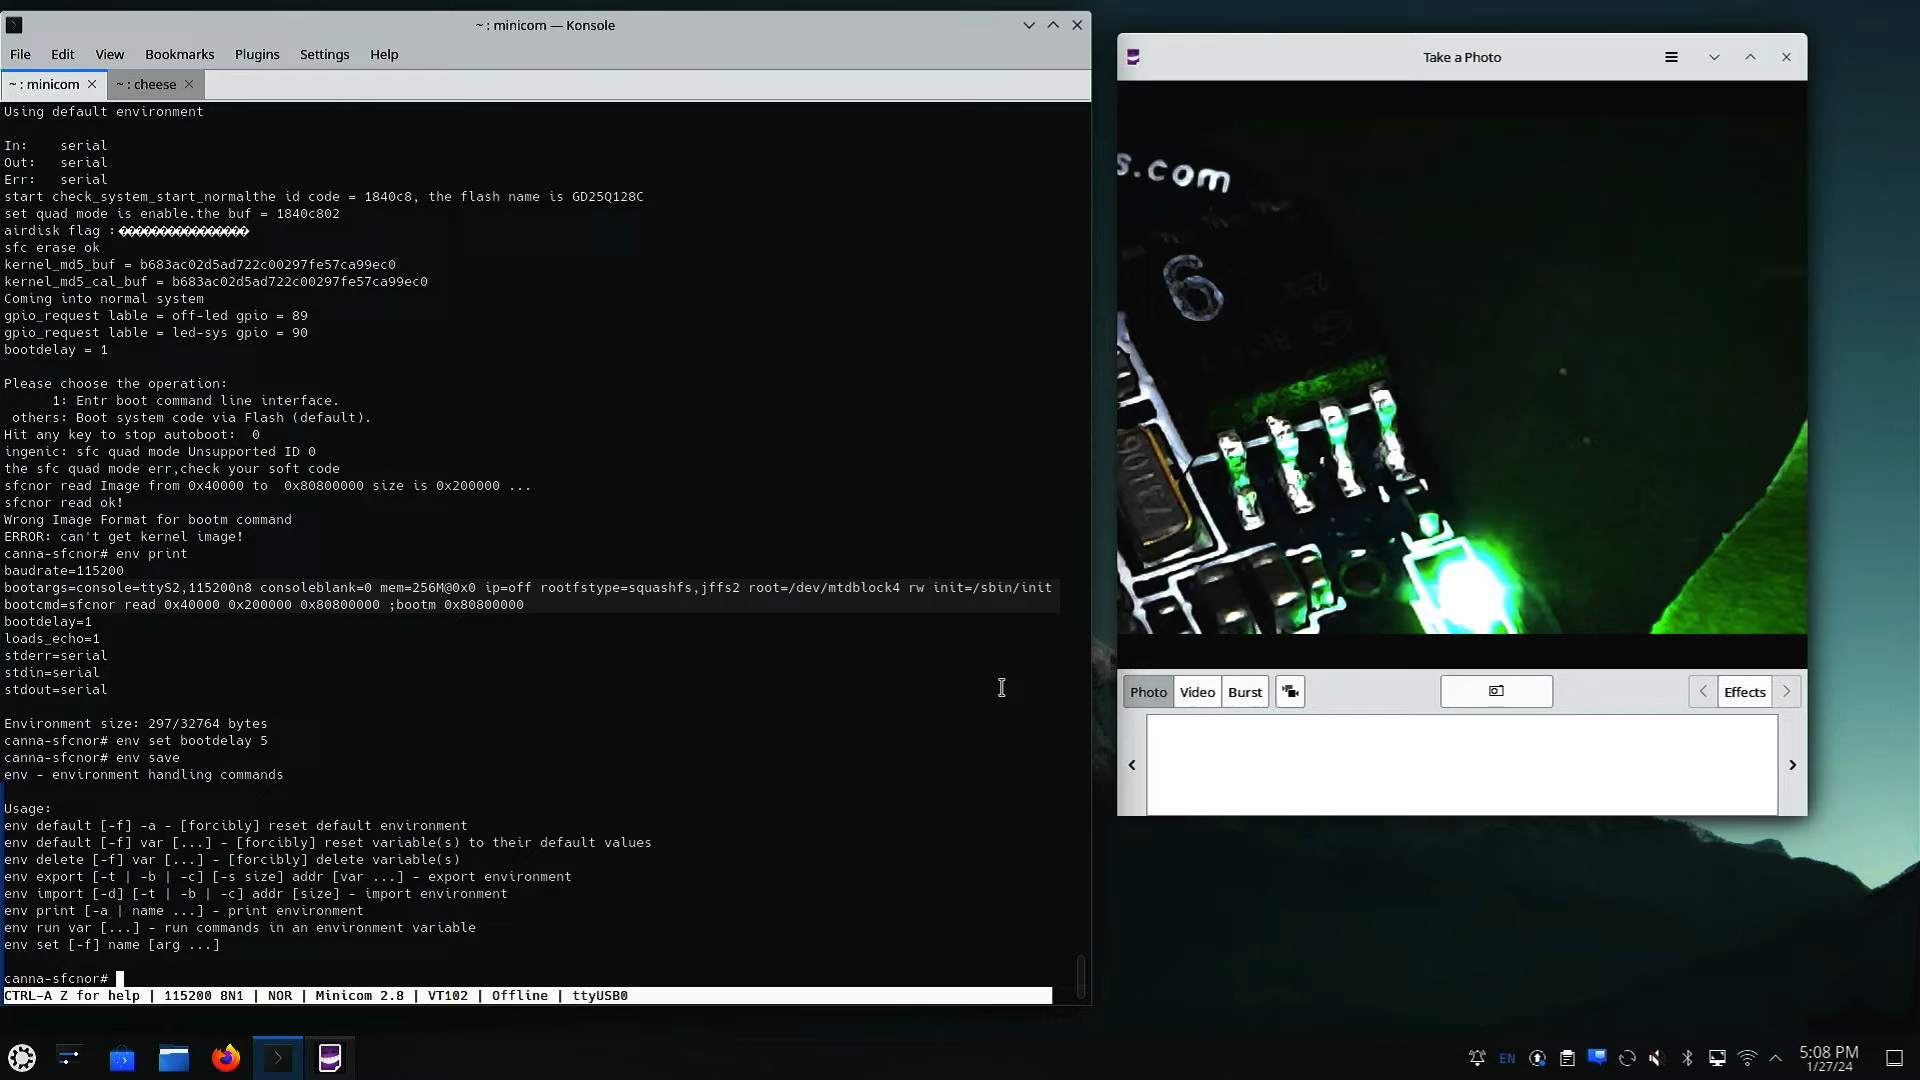 ~ : minicom — Konsole
File Edit View Bookmarks Plugins Settings Help
~ : minicom ~ : cheese
Using default environment
In:    serial
Out:   serial
Err:   serial
start check_system_start_normalthe id code = 1840c8, the flash name is GD25Q128C
set quad mode is enable.the buf = 1840c802
airdisk flag :
sfc erase ok
kernel_md5_buf = b683ac02d5ad722c00297fe57ca99ec0
kernel_md5_cal_buf = b683ac02d5ad722c00297fe57ca99ec0
Coming into normal system
gpio_request lable = off-led gpio = 89
gpio_request lable = led-sys gpio = 90
bootdelay = 1
Please choose the operation:
1: Entr boot command line interface.
others: Boot system code via Flash (default).
Hit any key to stop autoboot:  0
ingenic: sfc quad mode Unsupported ID 0
the sfc quad mode err,check your soft code
sfcnor read Image from 0x40000 to  0x80800000 size is 0x200000 ...
sfcnor read ok!
Wrong Image Format for bootm command
ERROR: can't get kernel image!
canna-sfcnor# env print
baudrate=115200
bootargs=console=ttyS2,115200n8 consoleblank=0 mem=256M@0x0 ip=off rootfstype=squashfs,jffs2 root=/dev/mtdblock4 rw init=/sbin/init
bootcmd=sfcnor read 0x40000 0x200000 0x80800000 ;bootm 0x80800000
bootdelay=1
loads_echo=1
stderr=serial
stdin=serial
stdout=serial
Environment size: 297/32764 bytes
canna-sfcnor# env set bootdelay 5
canna-sfcnor# env save
env - environment handling commands
Usage:
env default [-f] -a - [forcibly] reset default environment
env default [-f] var [...] - [forcibly] reset variable(s) to their default values
env delete [-f] var [...] - [forcibly] delete variable(s)
env export [-t | -b | -c] [-s size] addr [var ...] - export environment
env import [-d] [-t | -b | -c] addr [size] - import environment
env print [-a | name ...] - print environment
env run var [...] - run commands in an environment variable
env set [-f] name [arg ...]
canna-sfcnor#
CTRL-A Z for help | 115200 8N1 | NOR | Minicom 2.8 | VT102 | Offline | ttyUSB0
Take a Photo
s.com
6
Photo Video Burst Effects
EN
5:08 PM
1/27/24